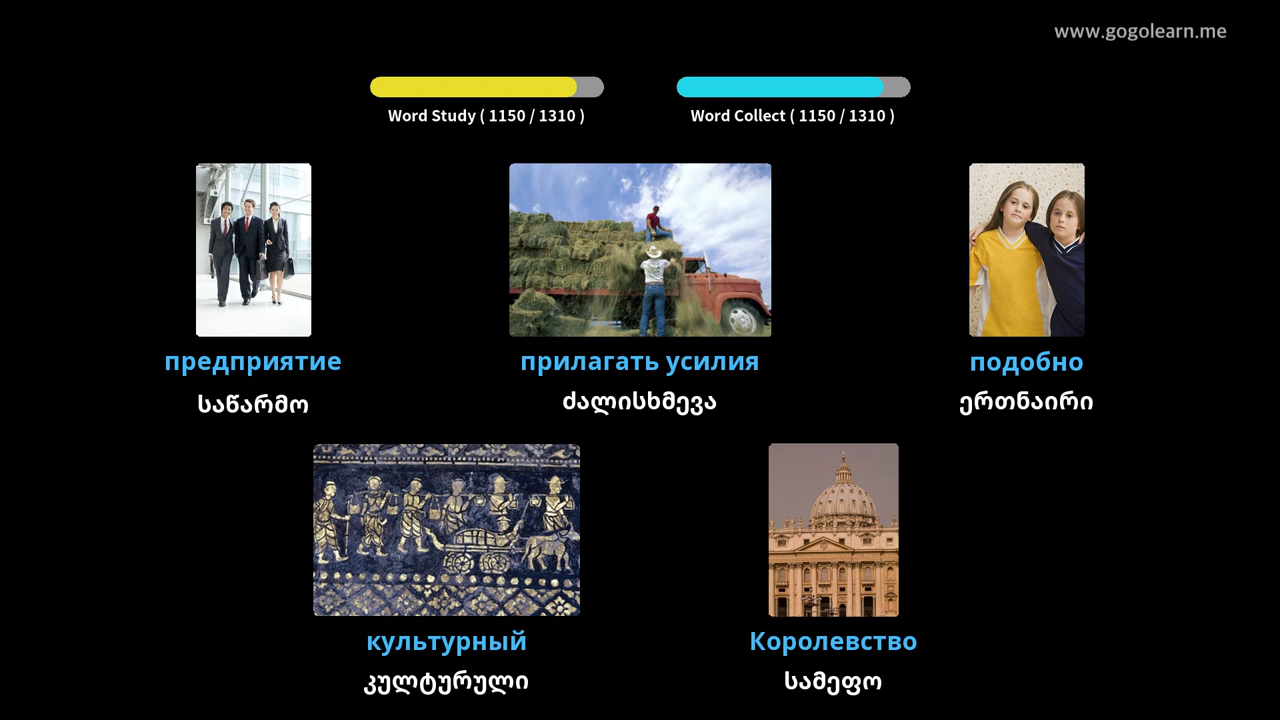 www.gogolearn.me
Word Study ( 1150 / 1310 )
Word Collect ( 1150 / 1310 )
предприятие
прилагать усилия
подобно
საწარმო
ძალისხმევა
ერთნაირი
культурный
Королевство
კულტურული
სამეფო